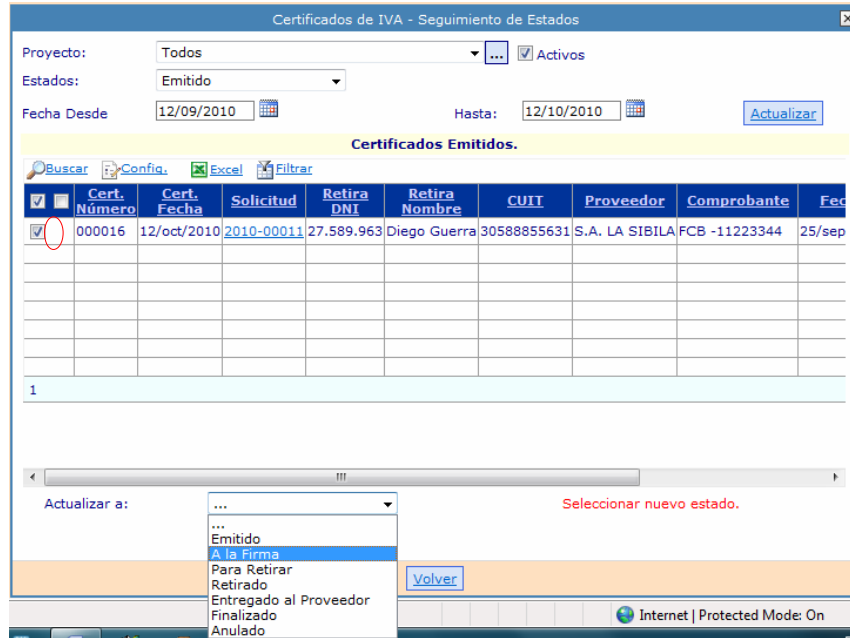 Certificados de IVA - Seguimiento de Estados
Proyecto: Todos ... Activos
Estados: Emitido
Fecha Desde 12/09/2010 Hasta: 12/10/2010 Actualizar
Certificados Emitidos.
Buscar Config. Excel Filtrar
Cert. Número Cert. Fecha Solicitud Retira DNI Retira Nombre CUIT Proveedor Comprobante Fec
000016 12/oct/2010 2010-00011 27.589.963 Diego Guerra 30588855631 S.A. LA SIBILA FCB -11223344 25/sep
1
Actualizar a: ... Seleccionar nuevo estado.
...
Emitido
A la Firma
Para Retirar
Retirado
Volver
Entregado al Proveedor
Finalizado
Internet | Protected Mode: On
Anulado